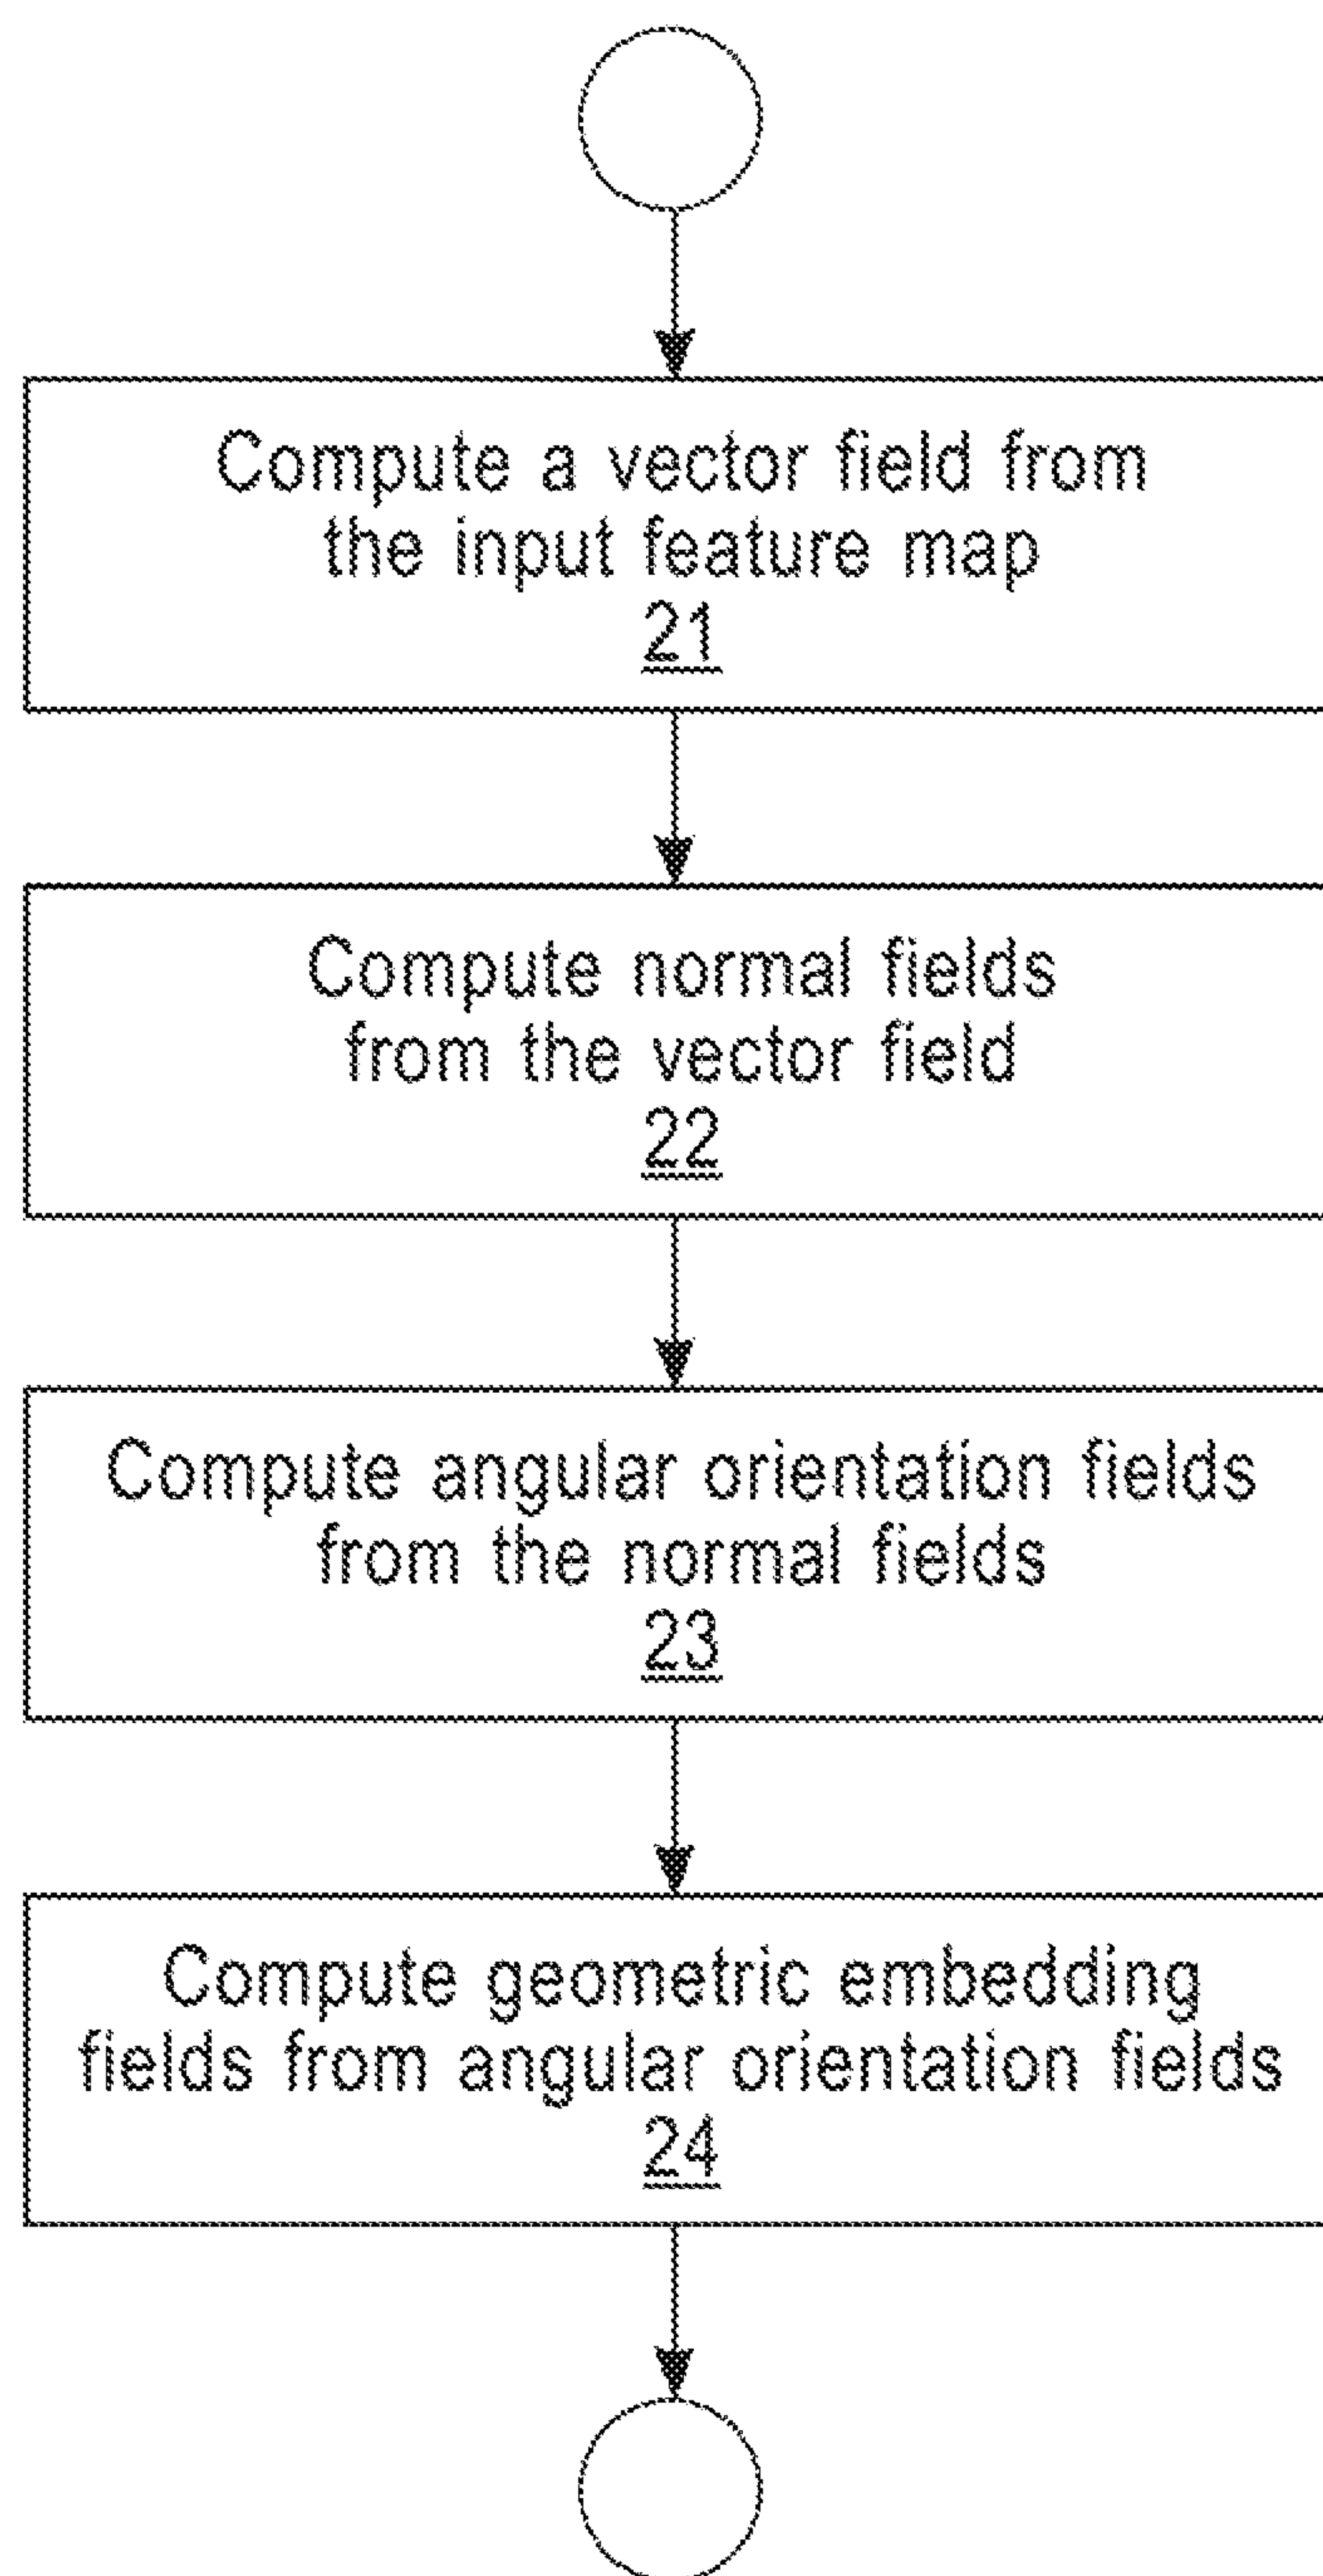 Compute a vector field from
the input feature map
21
Compute normal fields
from the vector field
22
Compute angular orientation fields
from the normal fields
23
Compute geometric embedding
fields from angular orientation fields
24